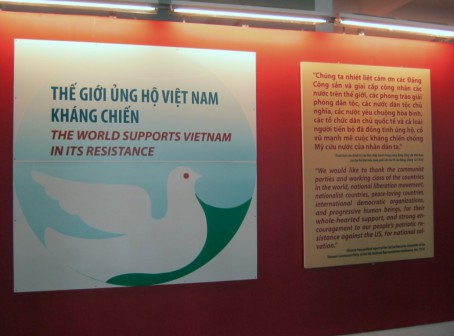 THẾ GIỚI ỦNG HỘ VIỆT NAM
KHÁNG CHIẾN
THE WORLD SUPPORTS VIETNAM
IN ITS RESISTANCE
"Chúng ta nhiệt liệt cảm ơn các Đảng
Cộng sản và giai cấp công nhân các
nước trên thế giới, các phong trào giải
phóng dân tộc, các nước dân tộc chủ
nghĩa, các nước yêu chuộng hòa bình,
các tổ chức dân chủ quốc tế và cả loài
người tiến bộ đã đồng tình ủng hộ, cổ
vũ mạnh mẽ cuộc kháng chiến chống
Mỹ cứu nước của nhân dân ta."
"We would like to thank the communist
parties and working class of the countries
in the world, national liberation movement,
nationalist countries, peace-loving countries,
international democratic organizations,
and progressive human beings, for their
whole-hearted support, and strong en-
couragement to our people's patriotic re-
sistance against the US, for national sal-
vation."